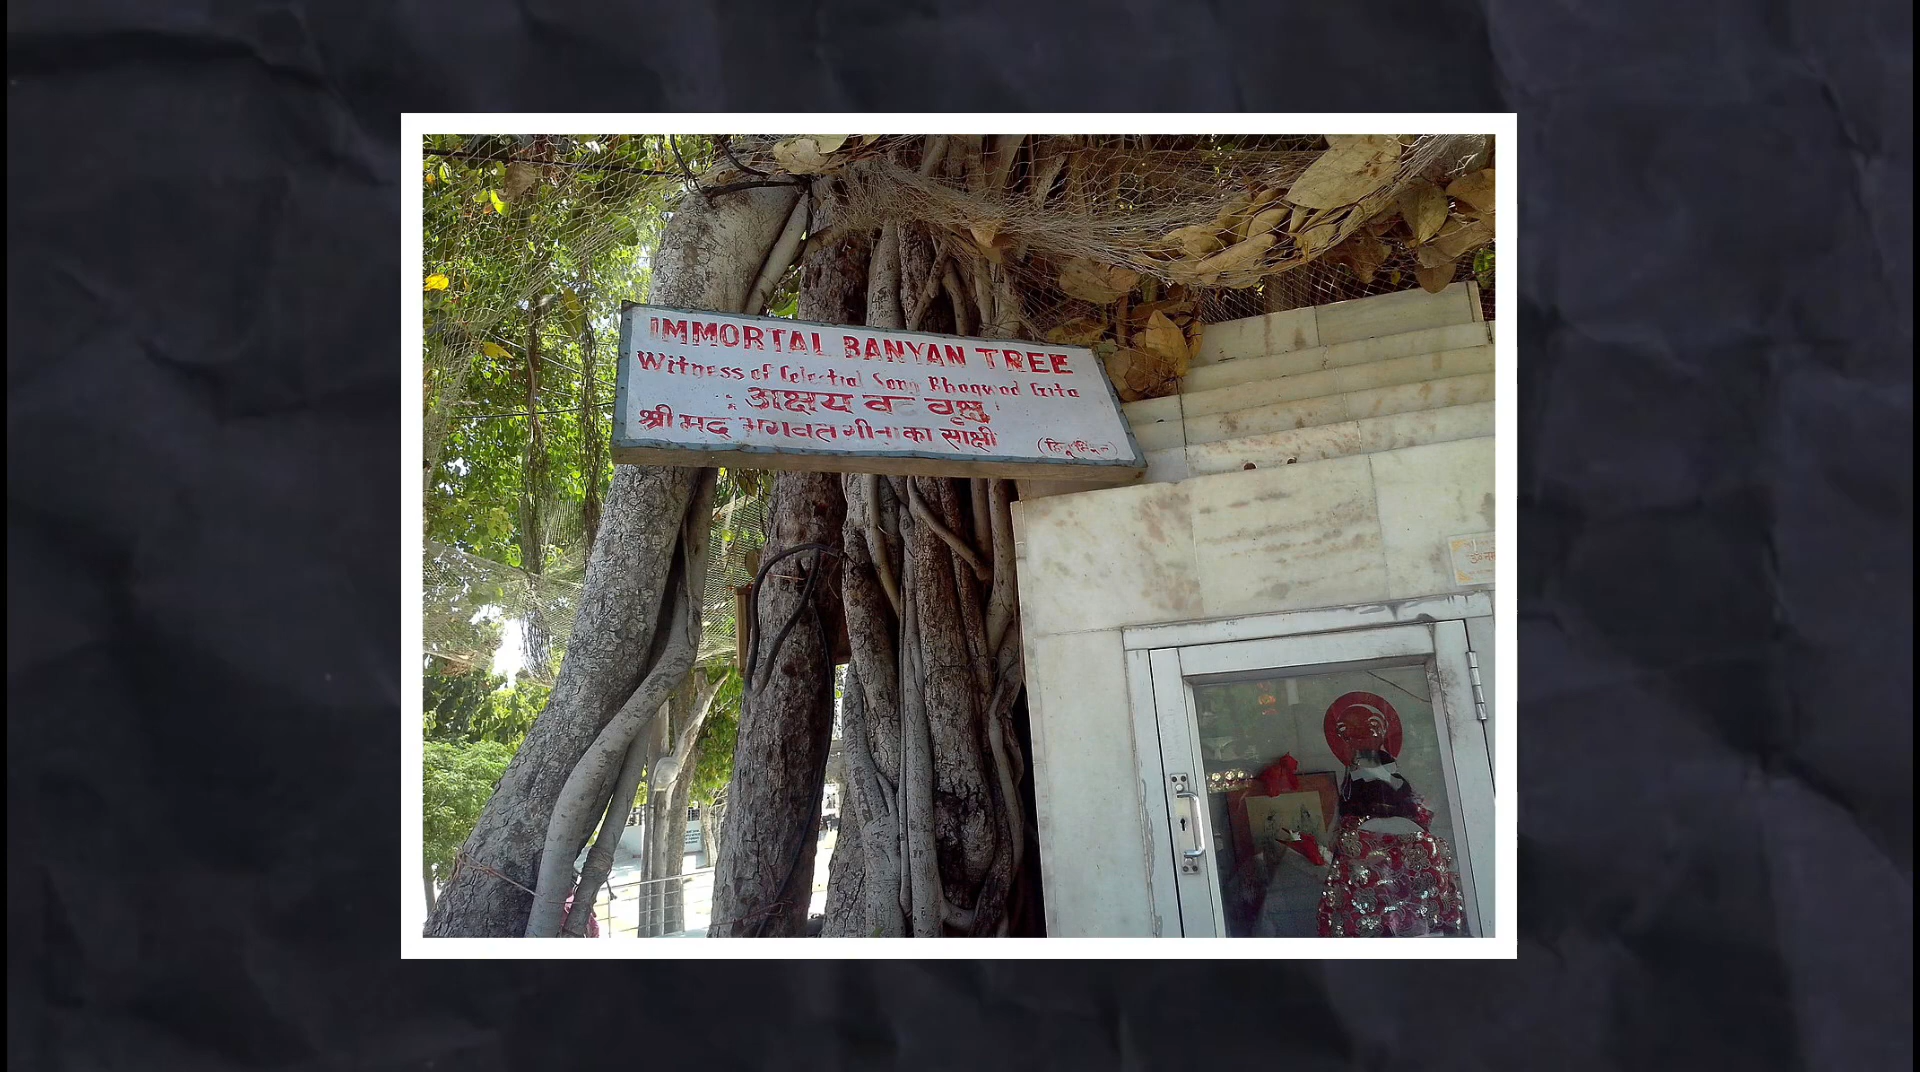 IMMORTAL BANYAN TREE
Witness of Celestial Song Bhagwad Gita
अक्षय वट वृक्ष
श्री मद् भगवत गीता का साक्षी